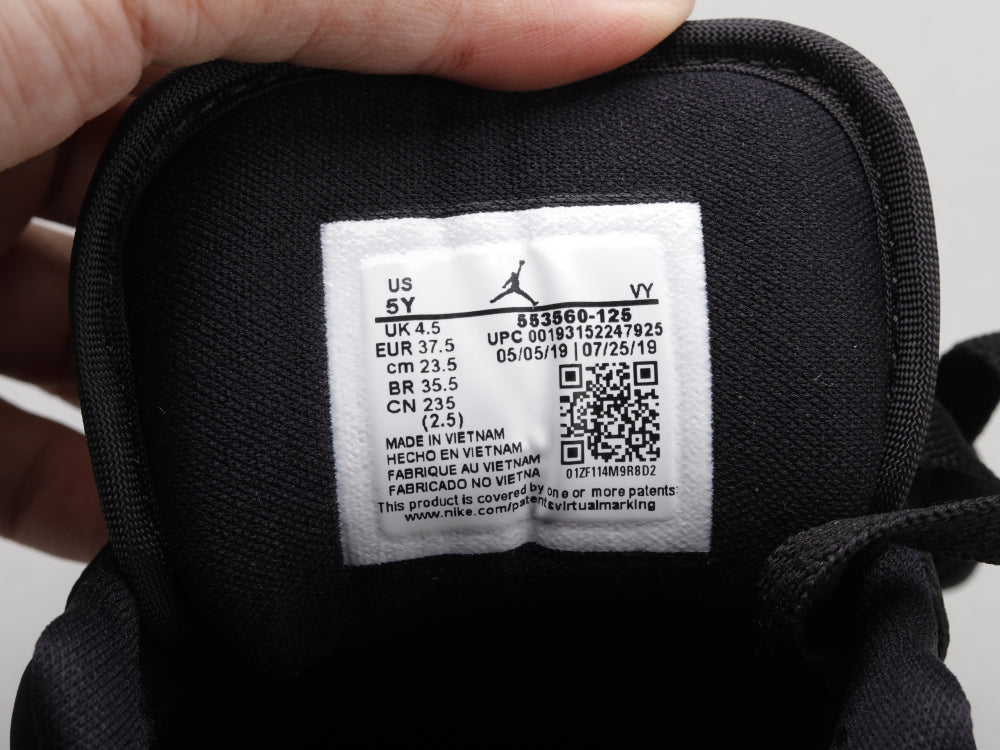 US
5Y
VY
UK 4.5
EUR 37.5
cm 23.5
BR 35.5
CN 235
(2.5)
553560-125
UPC 00193152247925
05/05/19 | 07/25/19
01ZF114M9R8D2
MADE IN VIETNAM
HECHO EN VIETNAM
FABRIQUE AU VIETNAM
FABRICADO NO VIETNA
This product is covered by one or more patents:
www.nike.com/patentsvirtualmarking